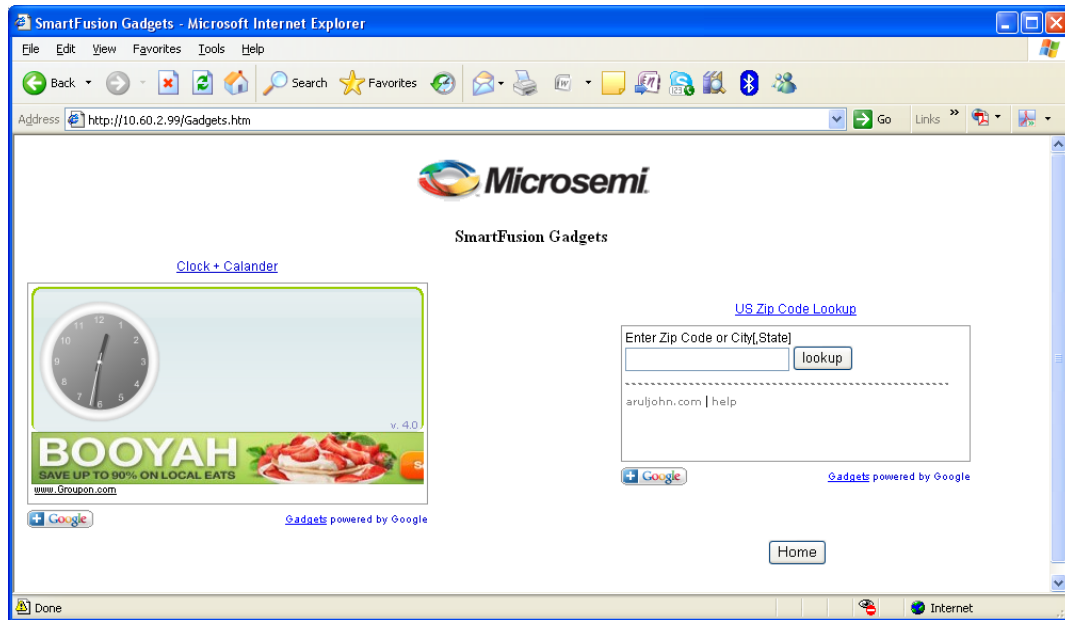 SmartFusion Gadgets - Microsoft Internet Explorer
File Edit View Favorites Tools Help
Back Search Favorites
Address http://10.60.2.99/Gadgets.htm Go Links »
Microsemi
SmartFusion Gadgets
Clock + Calander
12
11 1
10 2
9 3
8 4
7 6 5
v. 4.0
BOOYAH
SAVE UP TO 90% ON LOCAL EATS
www.Groupon.com
Google
Gadgets powered by Google
US Zip Code Lookup
Enter Zip Code or City[,State]
lookup
aruljohn.com | help
Google
Gadgets powered by Google
Home
Done Internet